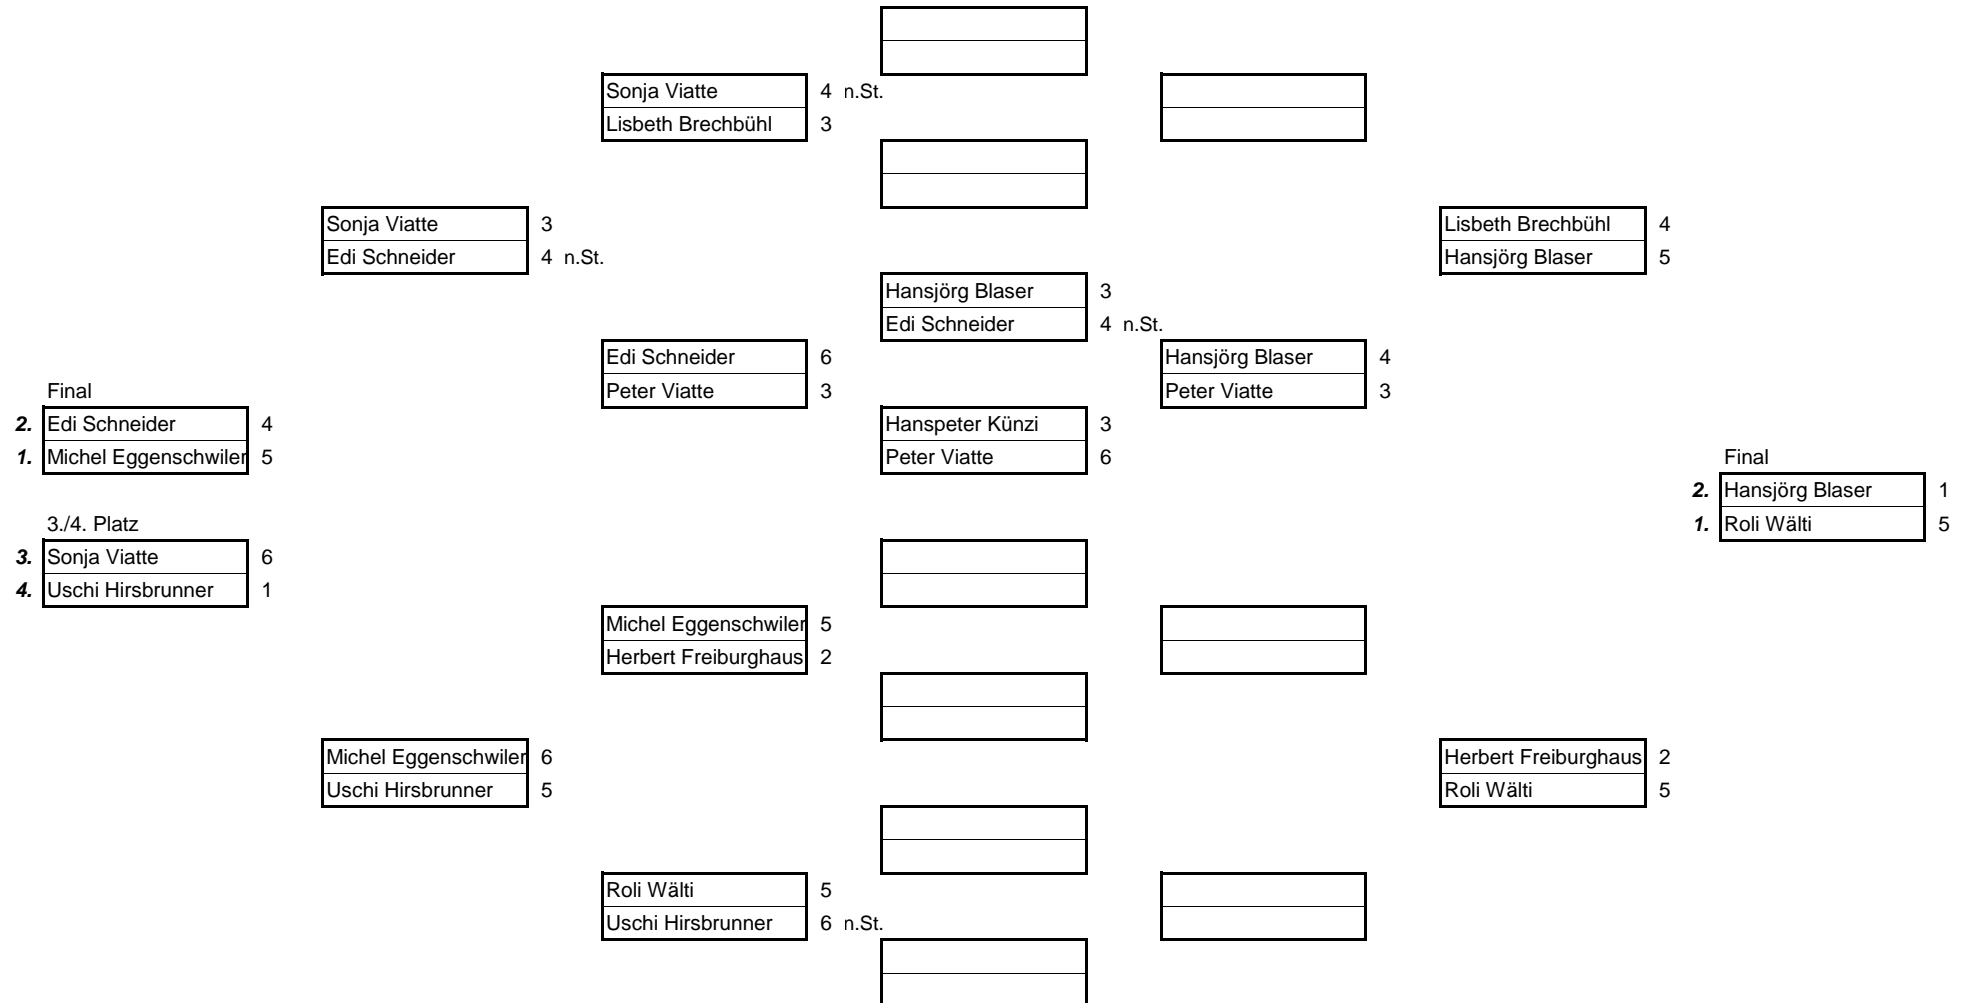 Sonja Viatte 4 n.St.
Lisbeth Brechbühl 3
Sonja Viatte 3 Lisbeth Brechbühl 4
Edi Schneider 4 n.St. Hansjörg Blaser 5
Hansjörg Blaser 3
Edi Schneider 4 n.St.
Edi Schneider 6 Hansjörg Blaser 4
Final Peter Viatte 3 Peter Viatte 3
2. Edi Schneider 4 Hanspeter Künzi 3
1. Michel Eggenschwiler 5 Peter Viatte 6 Final
2. Hansjörg Blaser 1
3./4. Platz 1. Roli Wälti 5
3. Sonja Viatte 6
4. Uschi Hirsbrunner 1
Michel Eggenschwiler 5
Herbert Freiburghaus 2
Michel Eggenschwiler 6 Herbert Freiburghaus 2
Uschi Hirsbrunner 5 Roli Wälti 5
Roli Wälti 5
Uschi Hirsbrunner 6 n.St.